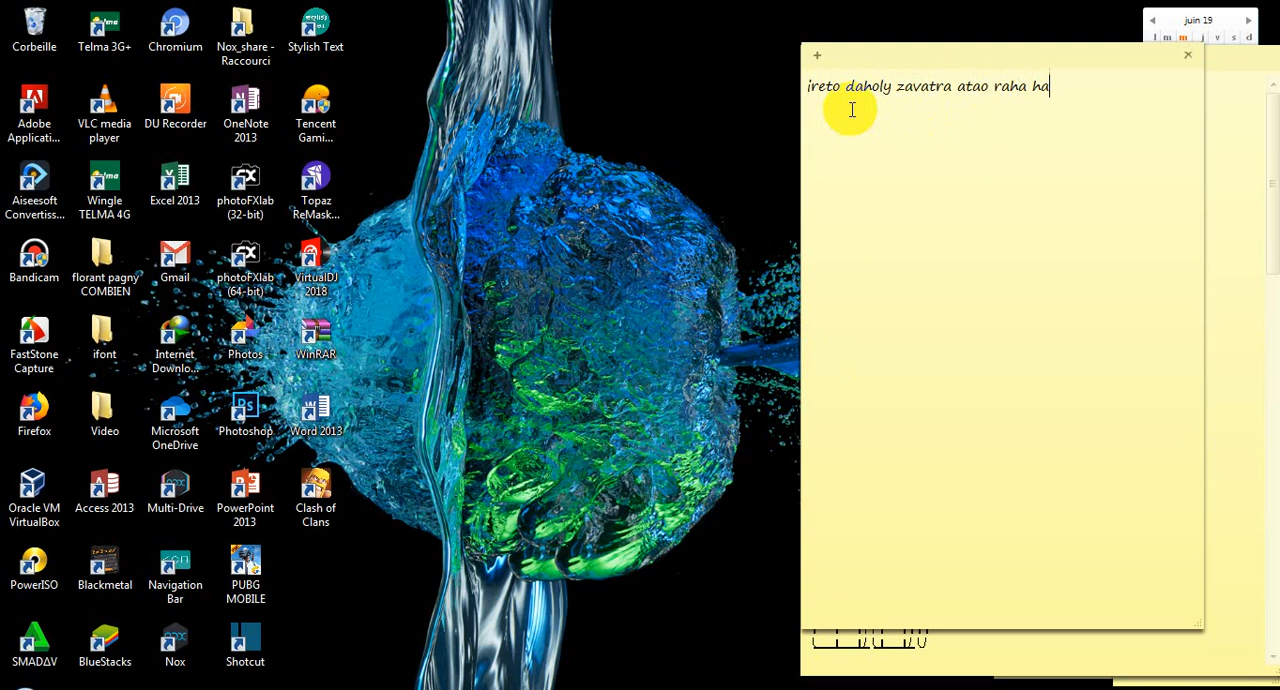 Corbeille
Telma 3G+
Chromium
Nox_share -
Raccourci
Stylish Text
Adobe
Applicati...
VLC media
player
DU Recorder
OneNote
2013
Tencent
Gami...
Aiseesoft
Convertiss...
Wingle
TELMA 4G
Excel 2013
photoFXlab
(32-bit)
Topaz
ReMask...
Bandicam
florant pagny
COMBIEN
Gmail
photoFXlab
(64-bit)
VirtualDJ
2018
FastStone
Capture
ifont
Internet
Downlo...
Photos
WinRAR
Firefox
Video
Microsoft
OneDrive
Photoshop
Word 2013
Oracle VM
VirtualBox
Access 2013
Multi-Drive
PowerPoint
2013
Clash of
Clans
PowerISO
Blackmetal
Navigation
Bar
PUBG
MOBILE
SMADAV
BlueStacks
Nox
Shotcut
juin 19
l m m j v s d
ireto daholy zavatra atao raha ha